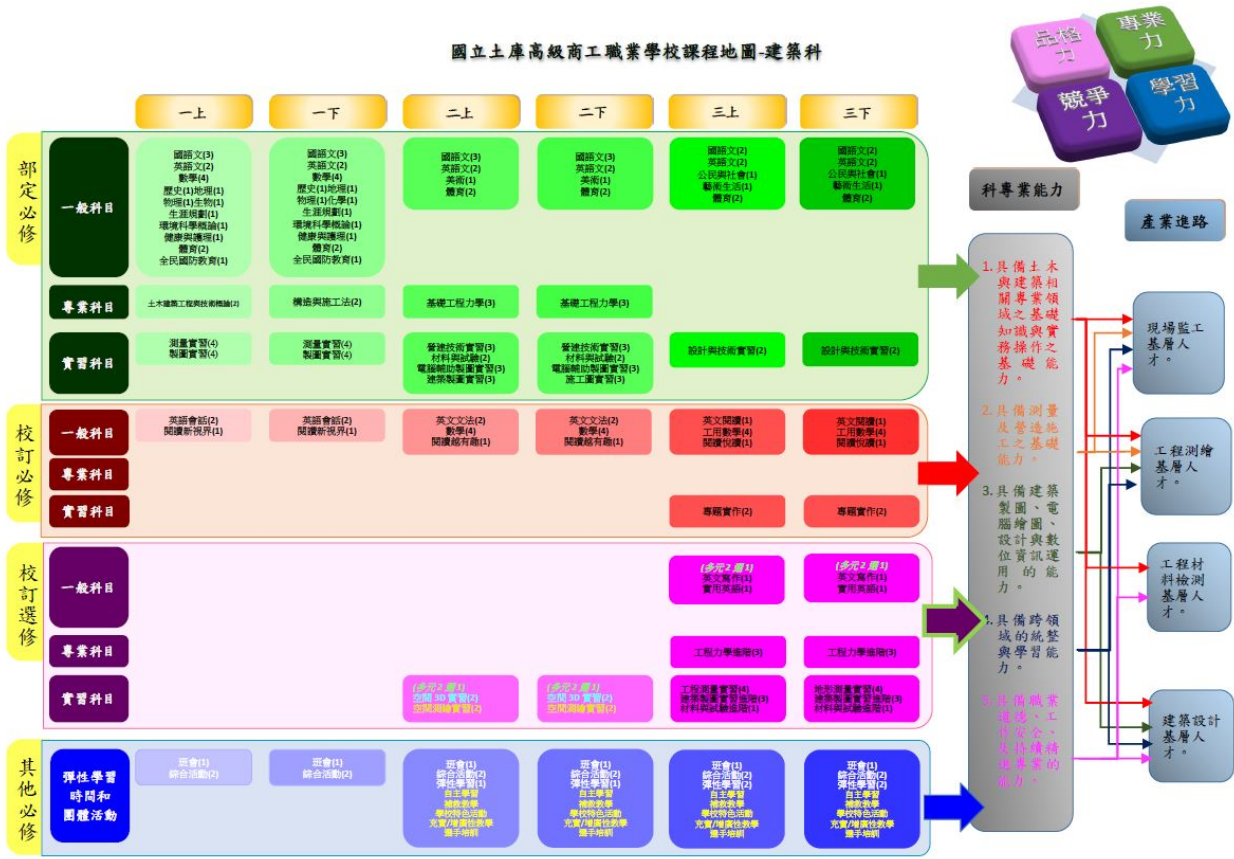 國立土庫高級商工職業學校課程地圖-建築科
品格力
專業力
競爭力
學習力
一上
一下
二上
二下
三上
三下
科專業能力
產業進路
部定必修
一般科目
國語文(3)
英語文(2)
數學(4)
歷史(1)地理(1)
物理(1)生物(1)
生涯規劃(1)
環境科學概論(1)
健康與護理(1)
體育(2)
全民國防教育(1)
國語文(3)
英語文(2)
數學(4)
歷史(1)地理(1)
物理(1)化學(1)
生涯規劃(1)
環境科學概論(1)
健康與護理(1)
體育(2)
全民國防教育(1)
國語文(3)
英語文(2)
美術(1)
體育(2)
國語文(3)
英語文(2)
美術(1)
體育(2)
國語文(2)
英語文(2)
公民與社會(1)
藝術生活(1)
體育(2)
國語文(2)
英語文(2)
公民與社會(1)
藝術生活(1)
體育(2)
專業科目
土木建築工程與技術概論(2)
構造與施工法(2)
基礎工程力學(3)
基礎工程力學(3)
實習科目
測量實習(4)
製圖實習(4)
測量實習(4)
製圖實習(4)
營建技術實習(3)
材料與試驗(2)
電腦輔助製圖實習(3)
建築製圖實習(3)
營建技術實習(3)
材料與試驗(2)
電腦輔助製圖實習(3)
施工圖實習(3)
設計與技術實習(2)
設計與技術實習(2)
校訂必修
一般科目
英語會話(2)
閱讀新視界(1)
英語會話(2)
閱讀新視界(1)
英文文法(2)
數學(4)
閱讀越有趣(1)
英文文法(2)
數學(4)
閱讀越有趣(1)
英文閱讀(1)
工用數學(4)
閱讀悅讀(1)
英文閱讀(1)
工用數學(4)
閱讀悅讀(1)
專業科目
實習科目
專題實作(2)
專題實作(2)
校訂選修
一般科目
(多元2選1)
英文寫作(1)
實用英語(1)
(多元2選1)
英文寫作(1)
實用英語(1)
專業科目
工程力學進階(3)
工程力學進階(3)
實習科目
(多元2選1)
空間3D實習(2)
空間測繪實習(2)
(多元2選1)
空間3D實習(2)
空間測繪實習(2)
工程測量實習(4)
建築製圖實習進階(3)
材料與試驗進階(1)
地形測量實習(4)
建築製圖實習進階(3)
材料與試驗進階(1)
其他必修
彈性學習
時間和
團體活動
班會(1)
綜合活動(2)
班會(1)
綜合活動(2)
班會(1)
綜合活動(2)
彈性學習(1)
自主學習
補救教學
學校特色活動
充實/增廣性教學
選手培訓
班會(1)
綜合活動(2)
彈性學習(1)
自主學習
補救教學
學校特色活動
充實/增廣性教學
選手培訓
班會(1)
綜合活動(2)
彈性學習(2)
自主學習
補救教學
學校特色活動
充實/增廣性教學
選手培訓
班會(1)
綜合活動(2)
彈性學習(2)
自主學習
補救教學
學校特色活動
充實/增廣性教學
選手培訓
1.具備土木
與建築相
關專業領
域之基礎
知識與實
務操作之
基礎能
力。
2.具備測量
及營造施
工之基礎
能力。
3.具備建築
製圖、電
腦繪圖、
設計與數
位資訊運
用的能
力。
4.具備跨領
域的統整
與學習能
力。
5.具備職業
道德、工
作安全、
及持續精
進專業的
能力。
現場監工
基層人
才。
工程測繪
基層人
才。
工程材
料檢測
基層人
才。
建築設計
基層人
才。